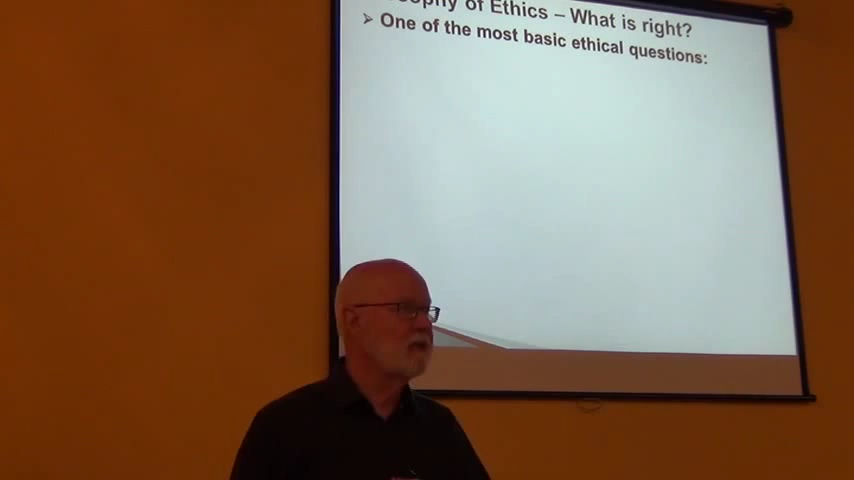 of Ethics – What is right?
➢ One of the most basic ethical questions: